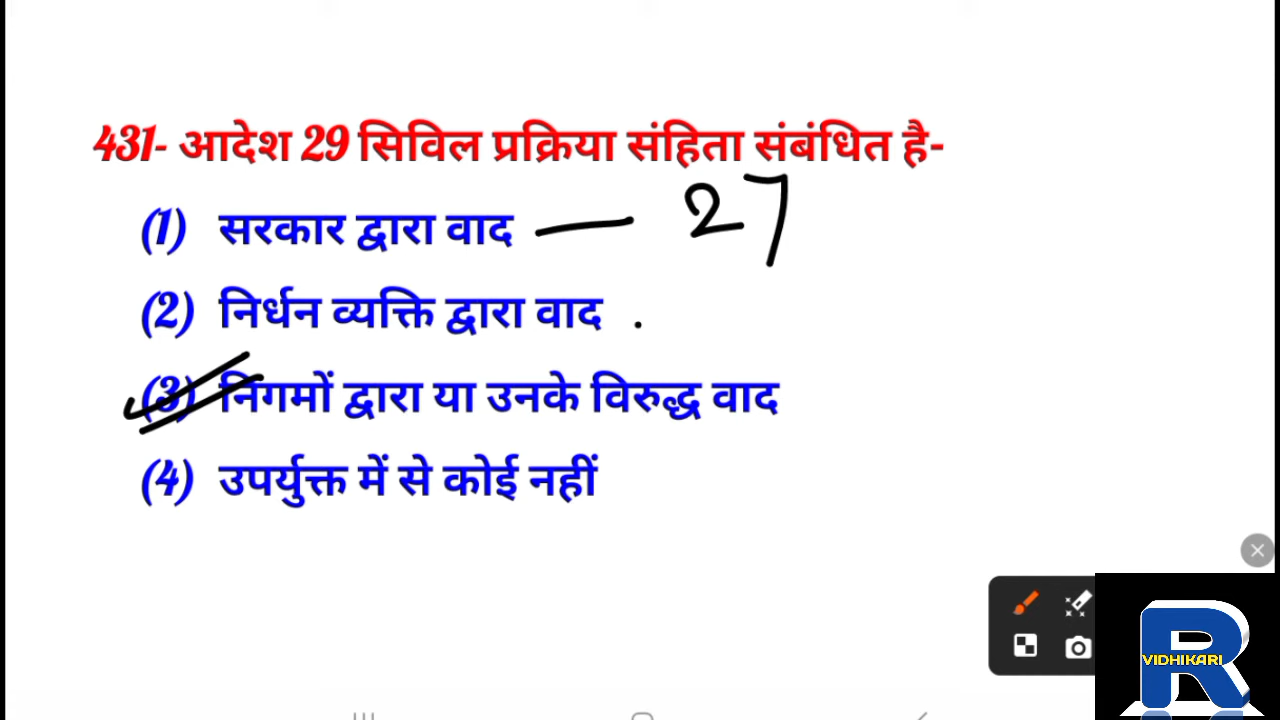 431- आदेश 29 सिविल प्रक्रिया संहिता संबंधित है-
(1) सरकार द्वारा वाद — 27
(2) निर्धन व्यक्ति द्वारा वाद .
(3) निगमों द्वारा या उनके विरुद्ध वाद
(4) उपर्युक्त में से कोई नहीं
R
VIDHIKARI